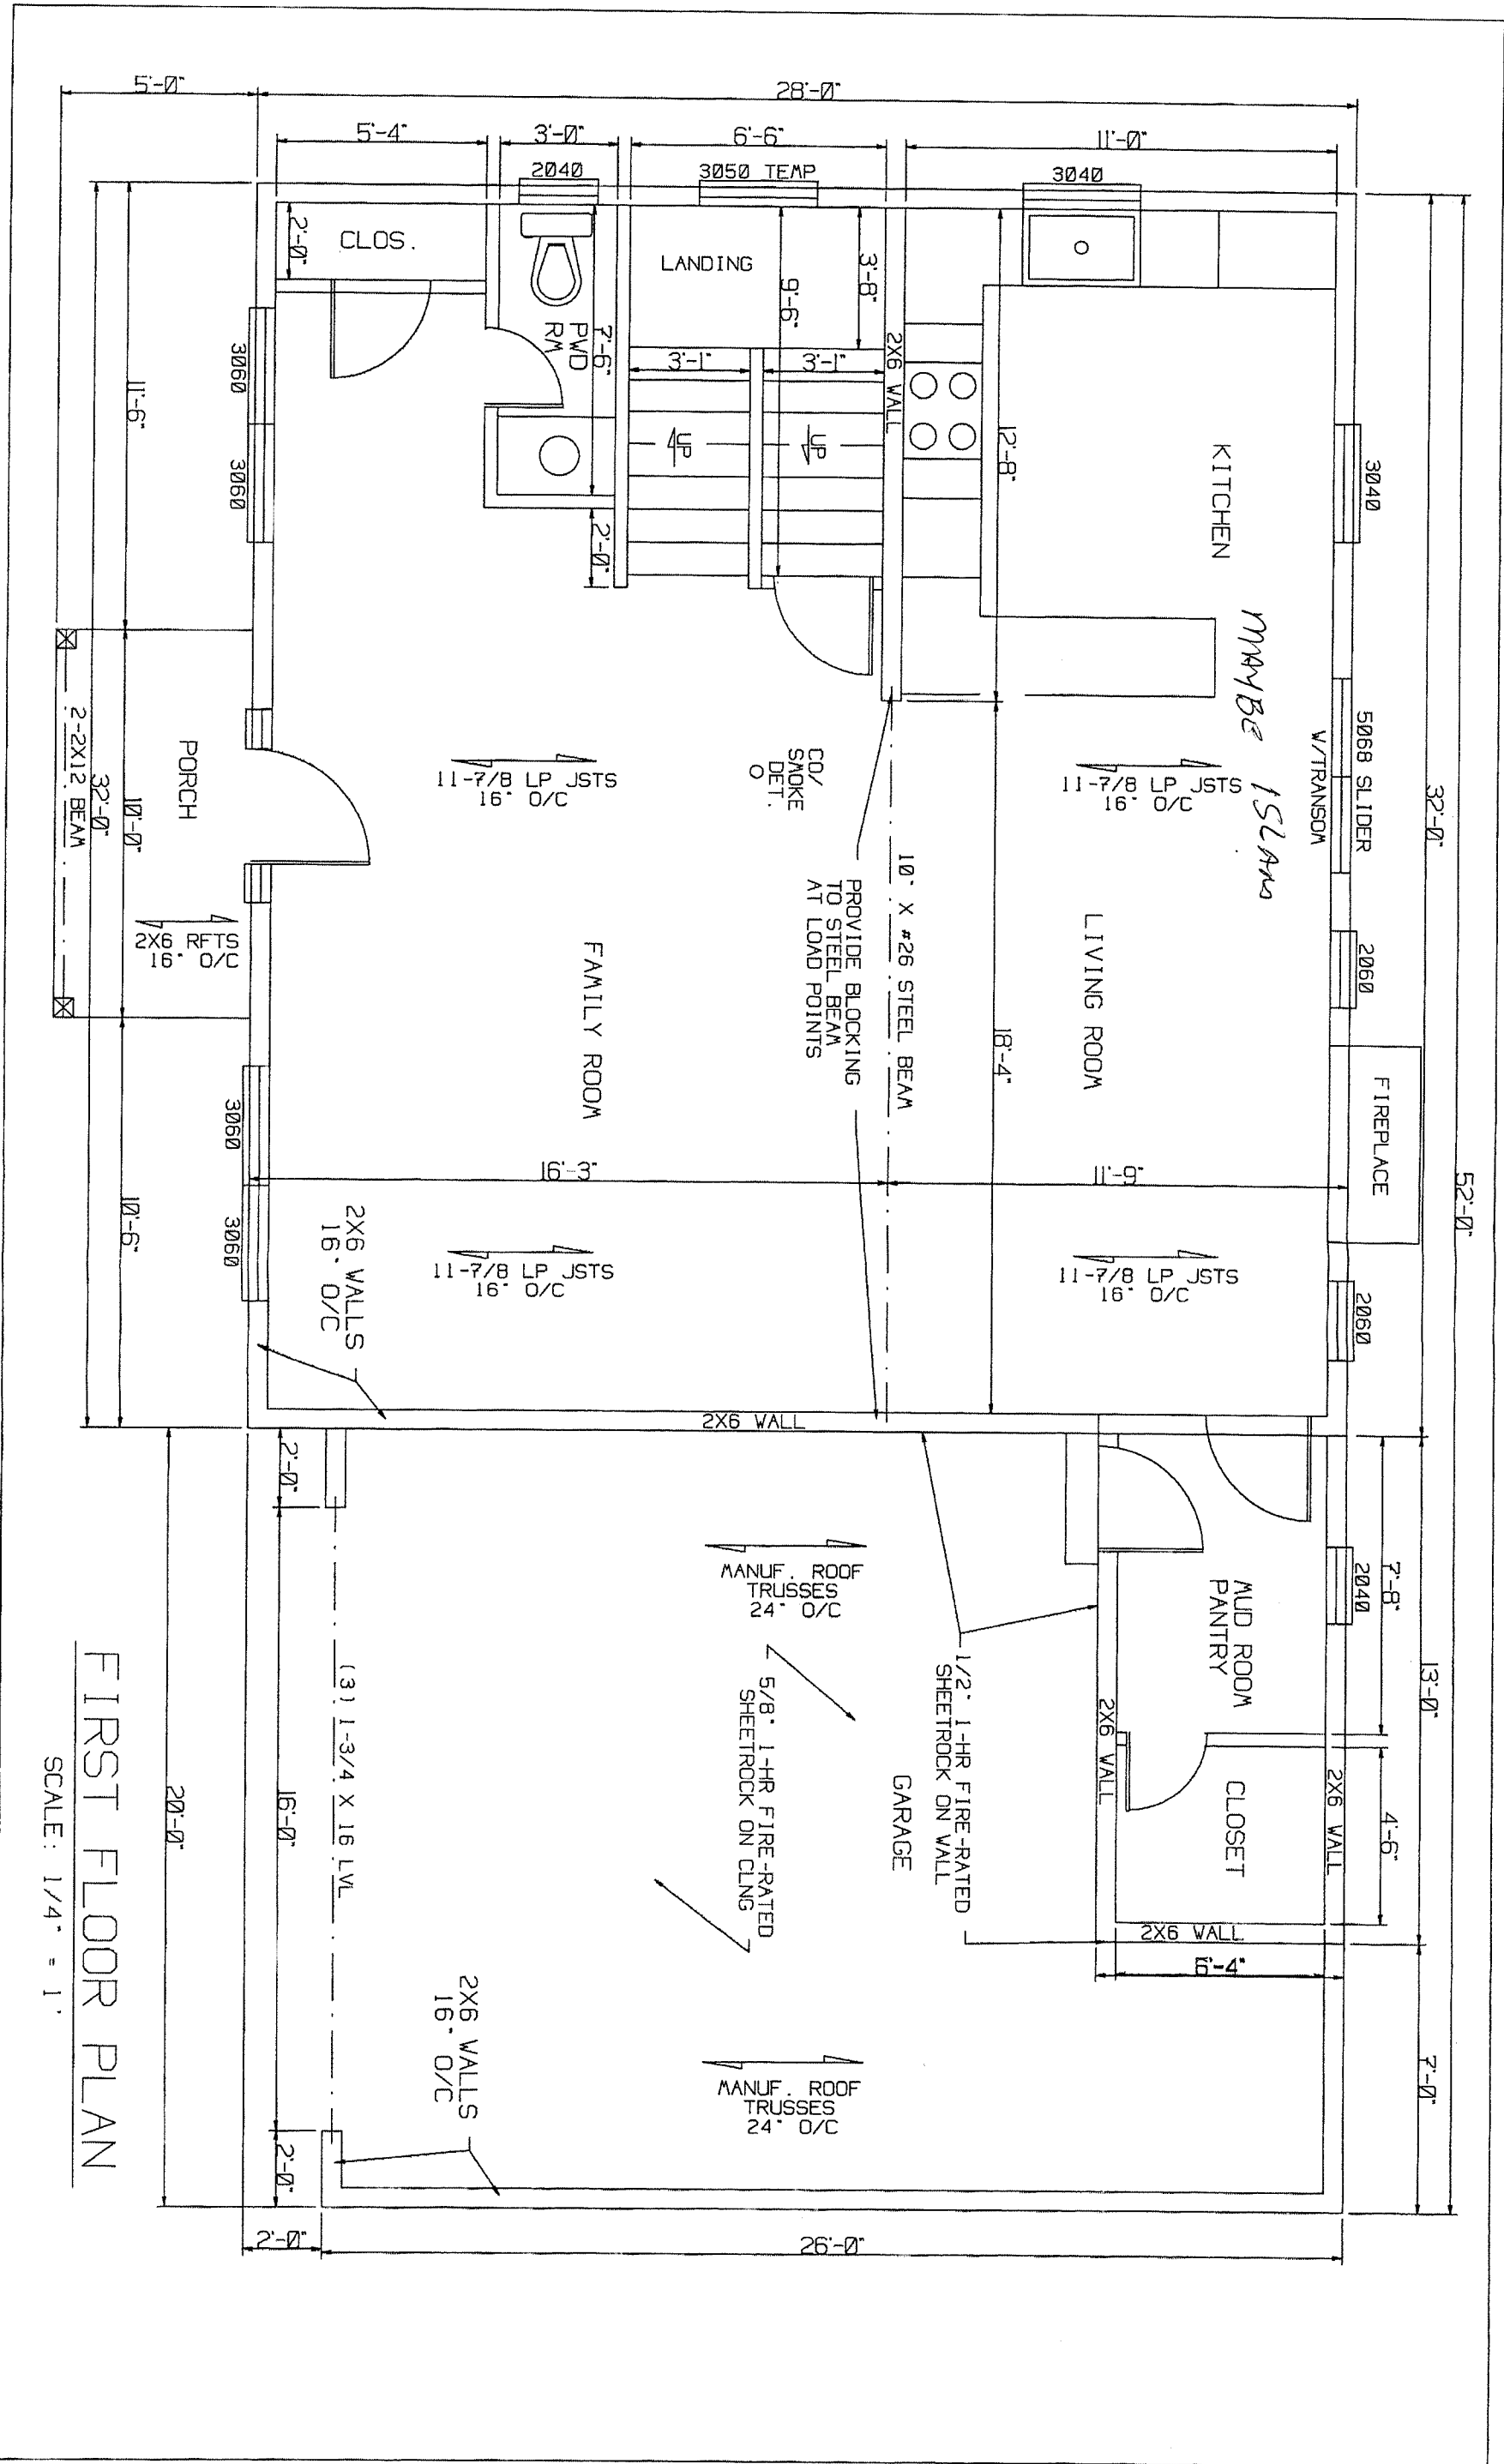 52'-0"
32'-0"
13'-0"
7'-0"
7'-8"
4'-6"
3040
5068 SLIDER
W/TRANSOM
2060
FIREPLACE
2060
2040
28'-0"
5'-0"
11'-0"
6'-6"
3'-0"
5'-4"
3040
3050 TEMP
2040
KITCHEN
MAYBE ISLAND
11-7/8 LP JSTS
16" O/C
LIVING ROOM
11-7/8 LP JSTS
16" O/C
11'-9"
12'-8"
18'-4"
2X6 WALL
10" X #26 STEEL BEAM
PROVIDE BLOCKING
TO STEEL BEAM
AT LOAD POINTS
CO/
SMOKE
DET.
LANDING
3'-8"
9'-6"
3'-1"
3'-1"
UP
UP
PWD
RM
7'-6"
2'-0"
CLOS.
2'-0"
FAMILY ROOM
16'-3"
11-7/8 LP JSTS
16" O/C
11-7/8 LP JSTS
16" O/C
2X6 WALLS
16" O/C
2X6 WALL
3060
3060
3060
3060
PORCH
2X6 RFTS
16" O/C
2-2X12 BEAM
11'-6"
10'-0"
10'-6"
32'-0"
MUD ROOM
PANTRY
CLOSET
2X6 WALL
2X6 WALL
2X6 WALL
6'-4"
1/2" 1-HR FIRE-RATED
SHEETROCK ON WALL
GARAGE
5/8" 1-HR FIRE-RATED
SHEETROCK ON CLNG
MANUF. ROOF
TRUSSES
24" O/C
MANUF. ROOF
TRUSSES
24" O/C
2X6 WALLS
16" O/C
(3) 1-3/4 X 16 LVL
2'-0"
16'-0"
2'-0"
20'-0"
26'-0"
2'-0"
FIRST FLOOR PLAN
SCALE: 1/4" = 1'